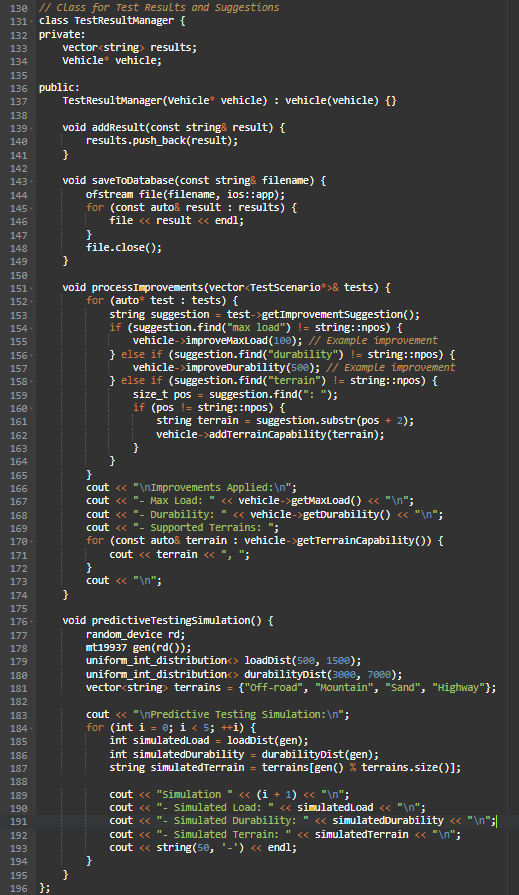 130 // Class for Test Results and Suggestions
131 class TestResultManager {
132 private:
133     vector<string> results;
134     Vehicle* vehicle;
135
136 public:
137     TestResultManager(Vehicle* vehicle) : vehicle(vehicle) {}
138
139     void addResult(const string& result) {
140         results.push_back(result);
141     }
142
143     void saveToDatabase(const string& filename) {
144         ofstream file(filename, ios::app);
145         for (const auto& result : results) {
146             file << result << endl;
147         }
148         file.close();
149     }
150
151     void processImprovements(vector<TestScenario*>& tests) {
152         for (auto* test : tests) {
153             string suggestion = test->getImprovementSuggestion();
154             if (suggestion.find("max load") != string::npos) {
155                 vehicle->improveMaxLoad(100); // Example improvement
156             } else if (suggestion.find("durability") != string::npos) {
157                 vehicle->improveDurability(500); // Example improvement
158             } else if (suggestion.find("terrain") != string::npos) {
159                 size_t pos = suggestion.find(": ");
160                 if (pos != string::npos) {
161                     string terrain = suggestion.substr(pos + 2);
162                     vehicle->addTerrainCapability(terrain);
163                 }
164             }
165         }
166         cout << "\nImprovements Applied:\n";
167         cout << "- Max Load: " << vehicle->getMaxLoad() << "\n";
168         cout << "- Durability: " << vehicle->getDurability() << "\n";
169         cout << "- Supported Terrains: ";
170         for (const auto& terrain : vehicle->getTerrainCapability()) {
171             cout << terrain << ", ";
172         }
173         cout << "\n";
174     }
175
176     void predictiveTestingSimulation() {
177         random_device rd;
178         mt19937 gen(rd());
179         uniform_int_distribution<> loadDist(500, 1500);
180         uniform_int_distribution<> durabilityDist(3000, 7000);
181         vector<string> terrains = {"Off-road", "Mountain", "Sand", "Highway"};
182
183         cout << "\nPredictive Testing Simulation:\n";
184         for (int i = 0; i < 5; ++i) {
185             int simulatedLoad = loadDist(gen);
186             int simulatedDurability = durabilityDist(gen);
187             string simulatedTerrain = terrains[gen() % terrains.size()];
188
189             cout << "Simulation " << (i + 1) << "\n";
190             cout << "- Simulated Load: " << simulatedLoad << "\n";
191             cout << "- Simulated Durability: " << simulatedDurability << "\n";
192             cout << "- Simulated Terrain: " << simulatedTerrain << "\n";
193             cout << string(50, '-') << endl;
194         }
195     }
196 };